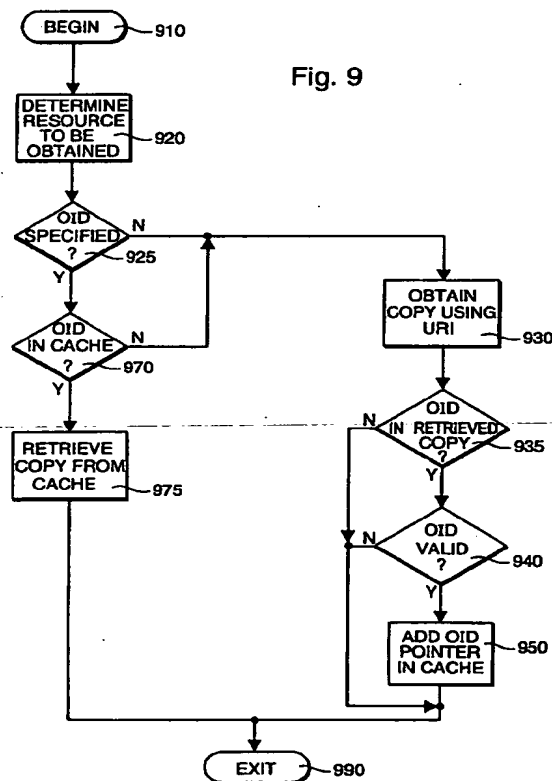 BEGIN
910
Fig. 9
DETERMINE
RESOURCE
TO BE
OBTAINED
920
OID
SPECIFIED
?
925
N
Y
OID
IN CACHE
?
970
N
Y
RETRIEVE
COPY FROM
CACHE
975
OBTAIN
COPY USING
URI
930
OID
IN RETRIEVED
COPY
?
935
N
Y
OID
VALID
?
940
N
Y
ADD OID
POINTER
IN CACHE
950
EXIT
990